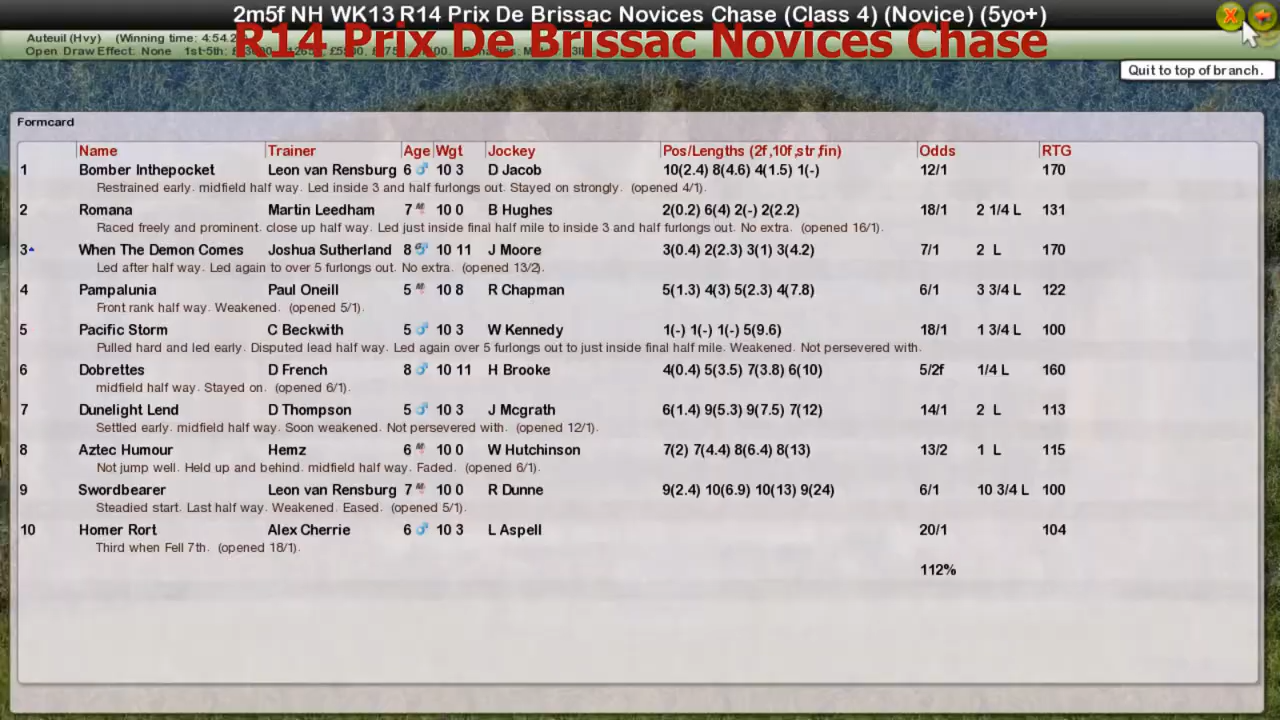 2m5f NH WK13 R14 Prix De Brissac Novices Chase (Class 4) (Novice) (5yo+)
R14 Prix De Brissac Novices Chase
Auteuil (Hvy) (Winning time: 4:54.2
Open Draw Effect: None 1st-5th:
Quit to top of branch.
Formcard
Name Trainer Age Wgt Jockey Pos/Lengths (2f,10f,str,fin) Odds RTG
1 Bomber Inthepocket Leon van Rensburg 6 10 3 D Jacob 10(2.4) 8(4.6) 4(1.5) 1(-) 12/1 170
Restrained early. midfield half way. Led inside 3 and half furlongs out. Stayed on strongly. (opened 4/1).
2 Romana Martin Leedham 7 10 0 B Hughes 2(0.2) 6(4) 2(-) 2(2.2) 18/1 2 1/4 L 131
Raced freely and prominent. close up half way. Led just inside final half mile to inside 3 and half furlongs out. No extra. (opened 16/1).
3 When The Demon Comes Joshua Sutherland 8 10 11 J Moore 3(0.4) 2(2.3) 3(1) 3(4.2) 7/1 2 L 170
Led after half way. Led again to over 5 furlongs out. No extra. (opened 13/2).
4 Pampalunia Paul Oneill 5 10 8 R Chapman 5(1.3) 4(3) 5(2.3) 4(7.8) 6/1 3 3/4 L 122
Front rank half way. Weakened. (opened 5/1).
5 Pacific Storm C Beckwith 5 10 3 W Kennedy 1(-) 1(-) 1(-) 5(9.6) 18/1 1 3/4 L 100
Pulled hard and led early. Disputed lead half way. Led again over 5 furlongs out to just inside final half mile. Weakened. Not persevered with.
6 Dobrettes D French 8 10 11 H Brooke 4(0.4) 5(3.5) 7(3.8) 6(10) 5/2f 1/4 L 160
midfield half way. Stayed on. (opened 6/1).
7 Dunelight Lend D Thompson 5 10 3 J Mcgrath 6(1.4) 9(5.3) 9(7.5) 7(12) 14/1 2 L 113
Settled early. midfield half way. Soon weakened. Not persevered with. (opened 12/1).
8 Aztec Humour Hemz 6 10 0 W Hutchinson 7(2) 7(4.4) 8(6.4) 8(13) 13/2 1 L 115
Not jump well. Held up and behind. midfield half way. Faded. (opened 6/1).
9 Swordbearer Leon van Rensburg 7 10 0 R Dunne 9(2.4) 10(6.9) 10(13) 9(24) 6/1 10 3/4 L 100
Steadied start. Last half way. Weakened. Eased. (opened 5/1).
10 Homer Rort Alex Cherrie 6 10 3 L Aspell 20/1 104
Third when Fell 7th. (opened 18/1).
112%